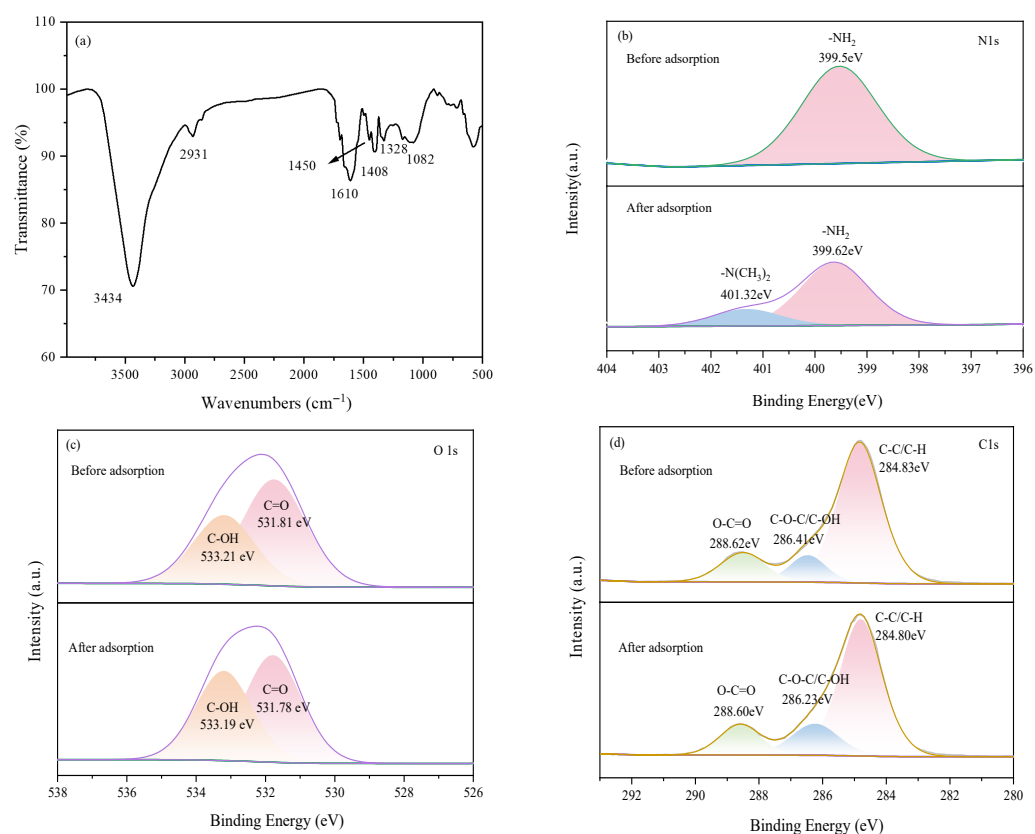 (a)
Transmittance (%)
110
100
90
80
70
60
3434
2931
1450
1610
1408
1328
1082
3500
3000
2500
2000
1500
1000
500
Wavenumbers (cm⁻¹)
(b)
N1s
Before adsorption
-NH₂
399.5eV
After adsorption
-NH₂
399.62eV
-N(CH₃)₂
401.32eV
Intensity(a.u.)
404
403
402
401
400
399
398
397
396
Binding Energy(eV)
(c)
O 1s
Before adsorption
C=O
531.81 eV
C-OH
533.21 eV
After adsorption
C=O
531.78 eV
C-OH
533.19 eV
Intensity (a.u.)
538
536
534
532
530
528
526
Binding Energy (eV)
(d)
C1s
Before adsorption
C-C/C-H
284.83eV
O-C=O
288.62eV
C-O-C/C-OH
286.41eV
After adsorption
C-C/C-H
284.80eV
O-C=O
288.60eV
C-O-C/C-OH
286.23eV
Intensity (a.u.)
292
290
288
286
284
282
280
Binding Energy (eV)